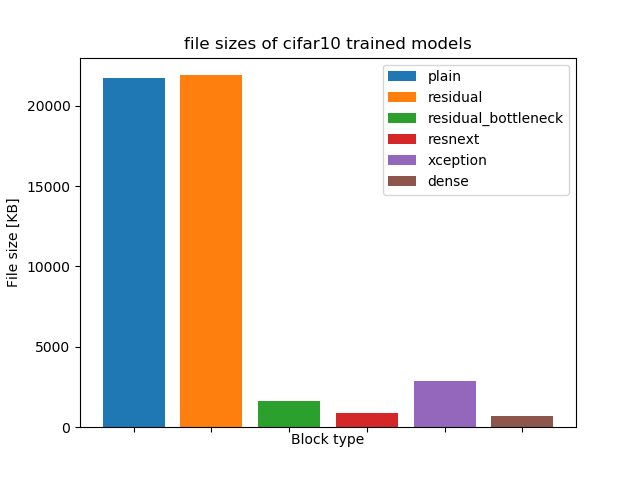 file sizes of cifar10 trained models
20000
15000
10000
5000
0
File size [KB]
Block type
plain
residual
residual_bottleneck
resnext
xception
dense